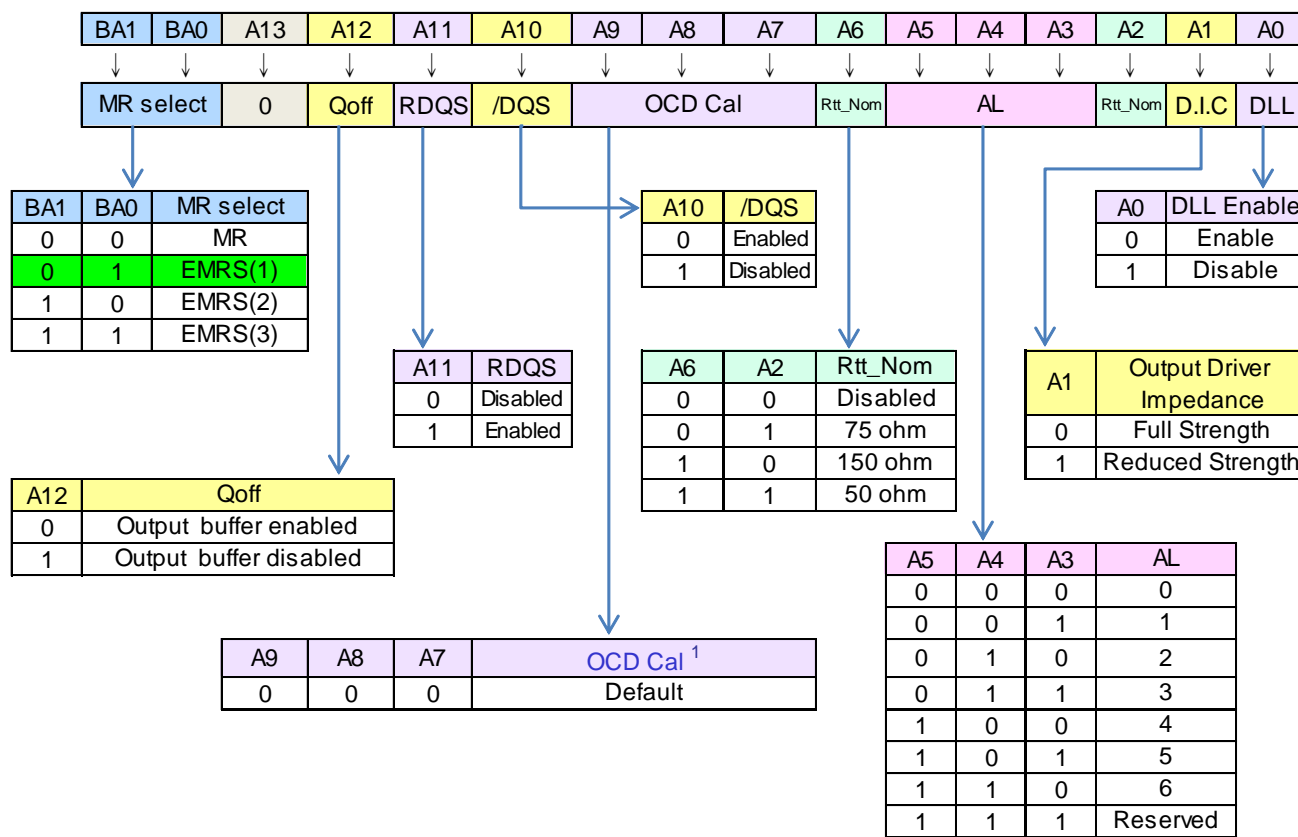 BA1 BA0 A13 A12 A11 A10 A9 A8 A7 A6 A5 A4 A3 A2 A1 A0
MR select 0 Qoff RDQS /DQS OCD Cal Rtt_Nom AL Rtt_Nom D.I.C DLL
BA1 BA0 MR select
0 0 MR
0 1 EMRS(1)
1 0 EMRS(2)
1 1 EMRS(3)
A10 /DQS
0 Enabled
1 Disabled
A0 DLL Enable
0 Enable
1 Disable
A11 RDQS
0 Disabled
1 Enabled
A6 A2 Rtt_Nom
0 0 Disabled
0 1 75 ohm
1 0 150 ohm
1 1 50 ohm
A1 Output Driver
Impedance
0 Full Strength
1 Reduced Strength
A12 Qoff
0 Output buffer enabled
1 Output buffer disabled
A9 A8 A7 OCD Cal 1
0 0 0 Default
A5 A4 A3 AL
0 0 0 0
0 0 1 1
0 1 0 2
0 1 1 3
1 0 0 4
1 0 1 5
1 1 0 6
1 1 1 Reserved